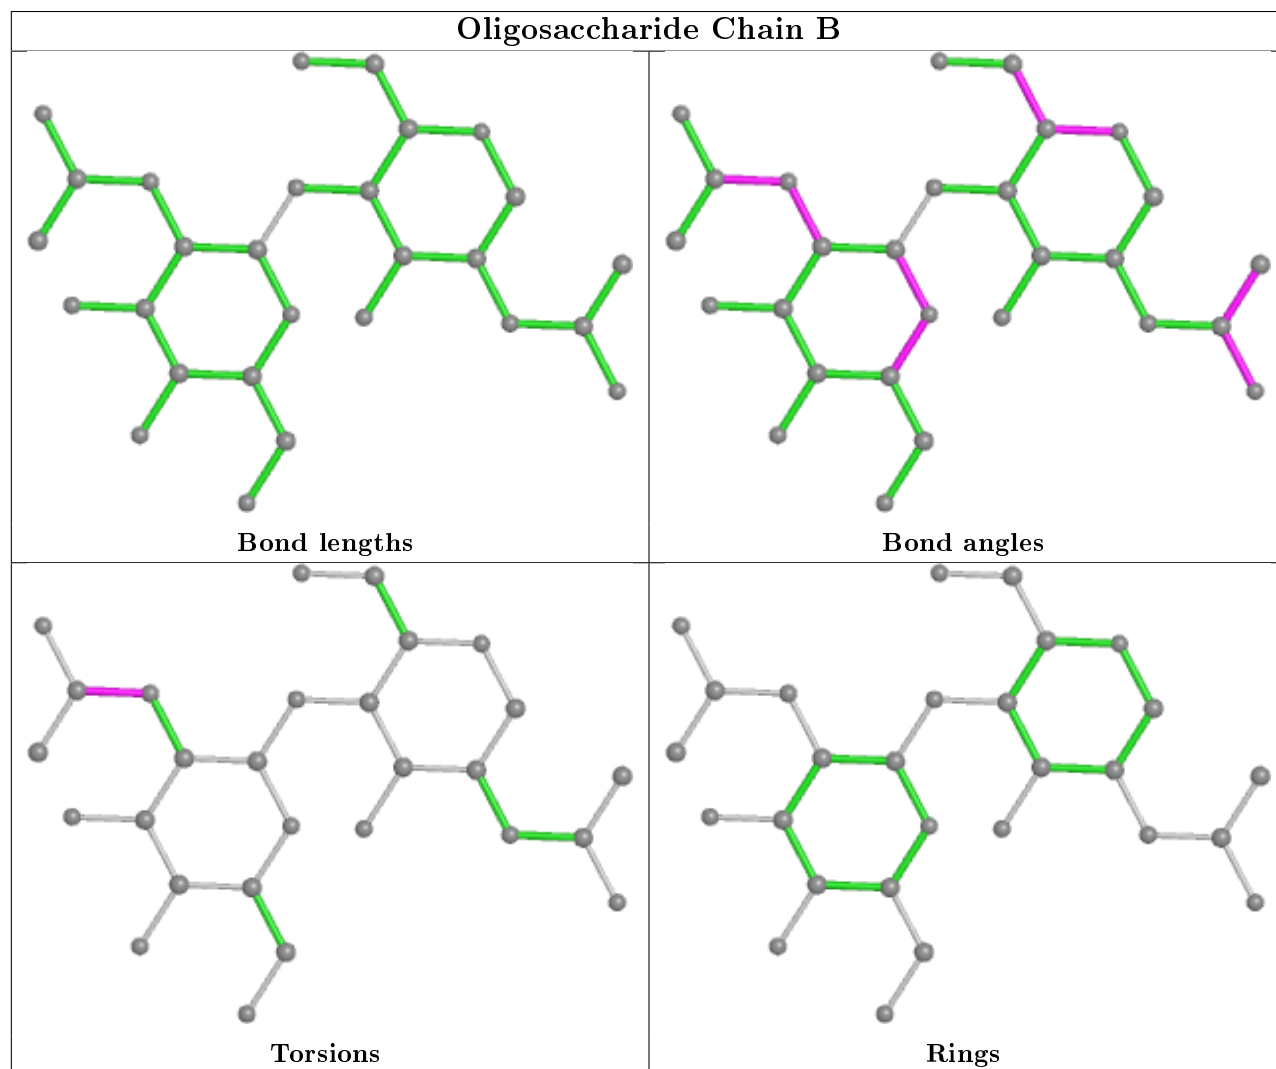 Oligosaccharide Chain B
Bond lengths
Bond angles
Torsions
Rings